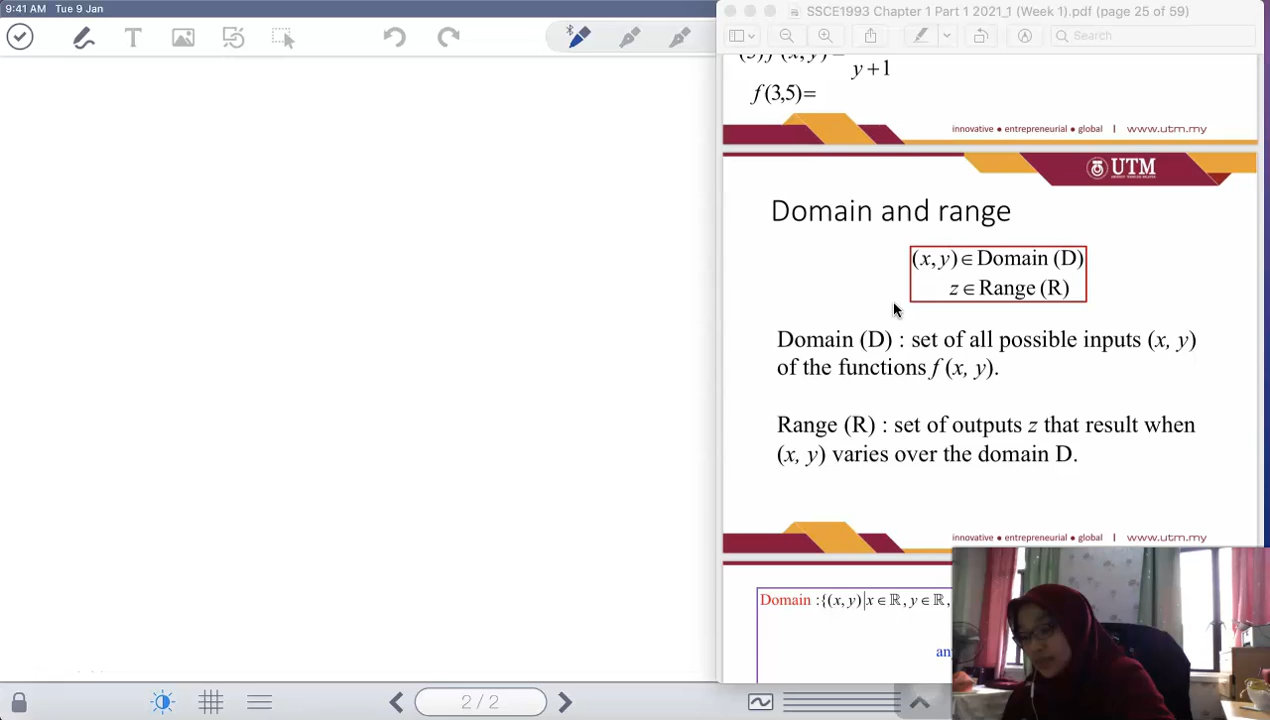 9:41 AM Tue 9 Jan
T
2 / 2
SSCE1993 Chapter 1 Part 1 2021_1 (Week 1).pdf (page 25 of 59)
Search
y+1
f(3,5)=
innovative ● entrepreneurial ● global | www.utm.my
UTM
Domain and range
(x, y)∈Domain (D)
z∈Range (R)
Domain (D) : set of all possible inputs (x, y)
of the functions f (x, y).
Range (R) : set of outputs z that result when
(x, y) varies over the domain D.
innovative ● entrepreneurial ● global | www.utm.my
Domain :{(x, y)|x∈ℝ, y∈ℝ,